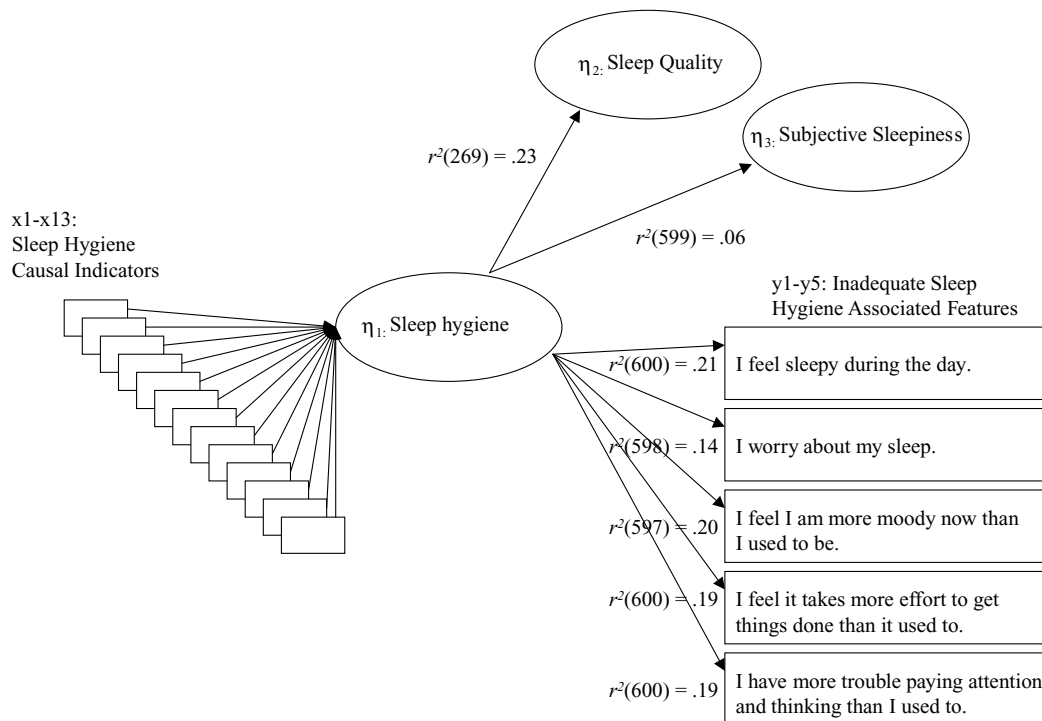 η2: Sleep Quality
η3: Subjective Sleepiness
r2(269) = .23
r2(599) = .06
x1-x13:
Sleep Hygiene
Causal Indicators
η1: Sleep hygiene
y1-y5: Inadequate Sleep
Hygiene Associated Features
r2(600) = .21
I feel sleepy during the day.
r2(598) = .14
I worry about my sleep.
r2(597) = .20
I feel I am more moody now than
I used to be.
r2(600) = .19
I feel it takes more effort to get
things done than it used to.
r2(600) = .19
I have more trouble paying attention
and thinking than I used to.